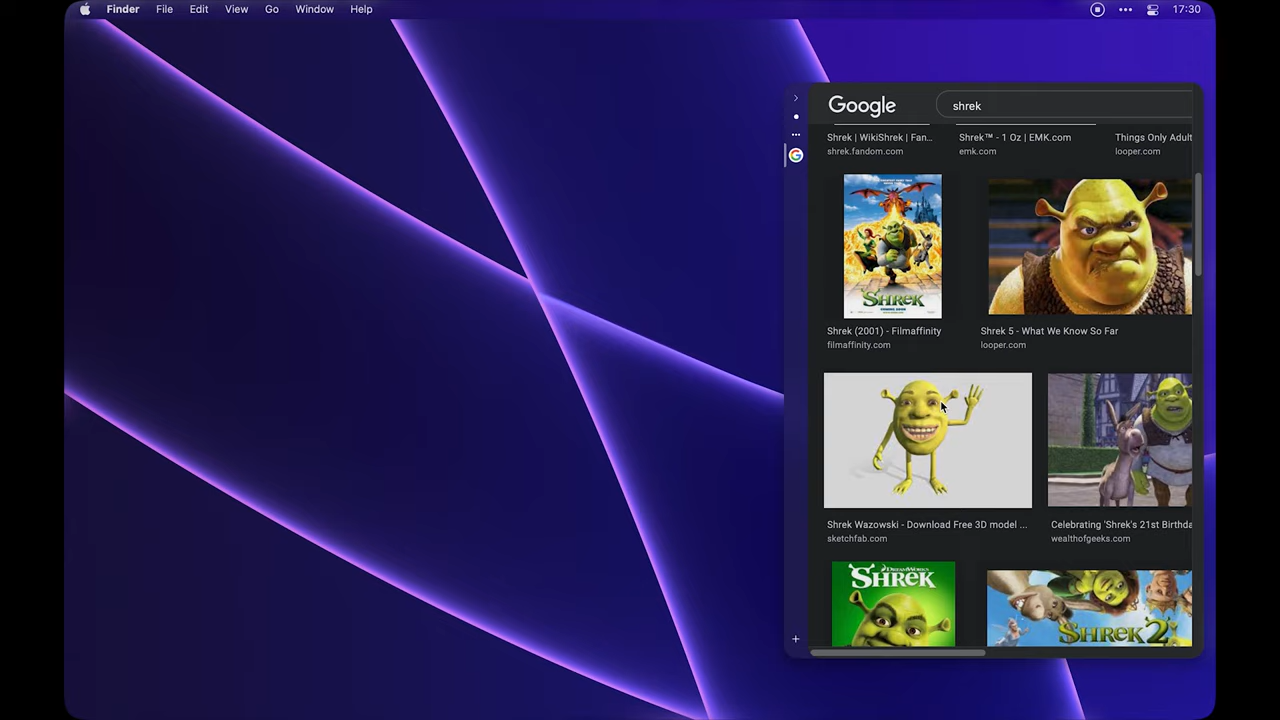 Finder File Edit View Go Window Help 17:30
Google shrek
Shrek | WikiShrek | Fan... Shrek™ - 1 Oz | EMK.com Things Only Adult
shrek.fandom.com emk.com looper.com
SHREK
Shrek (2001) - Filmaffinity Shrek 5 - What We Know So Far
filmaffinity.com looper.com
Shrek Wazowski - Download Free 3D model ... Celebrating 'Shrek's 21st Birthda
sketchfab.com wealthofgeeks.com
DREAMWORKS
SHREK
SHREK 2